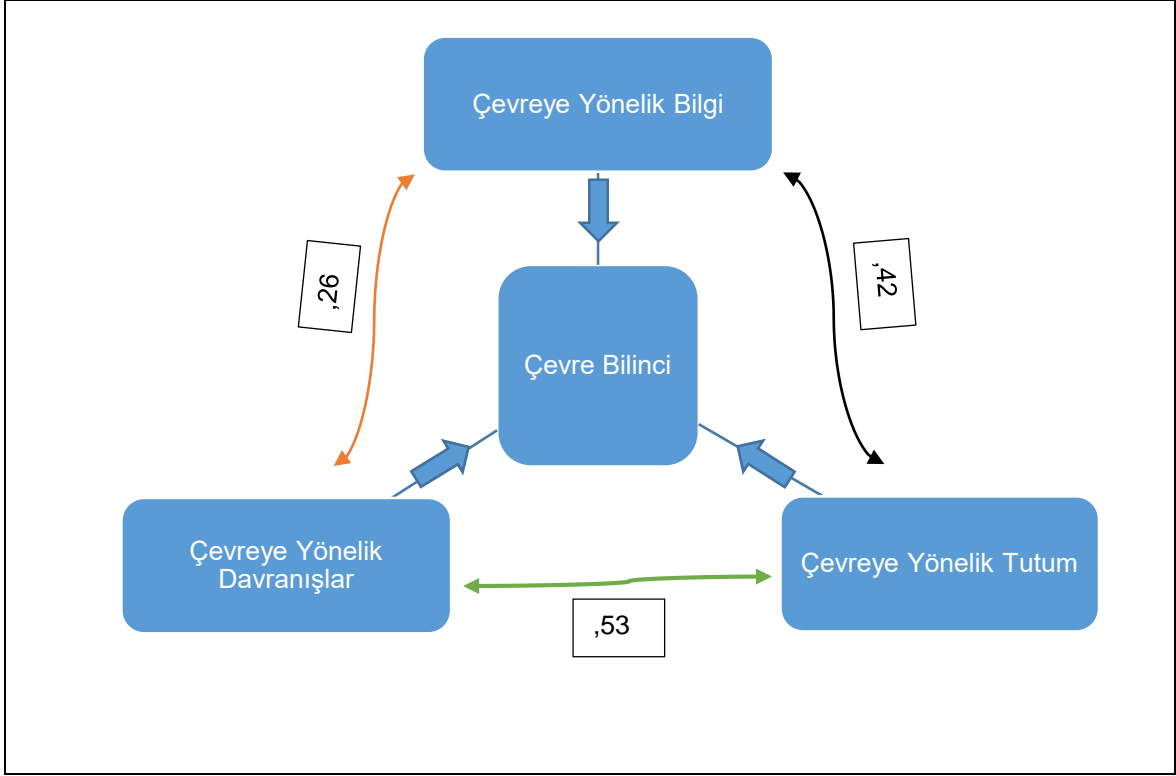 Çevreye Yönelik Bilgi
,26
,42
Çevre Bilinci
Çevreye Yönelik
Davranışlar
Çevreye Yönelik Tutum
,53